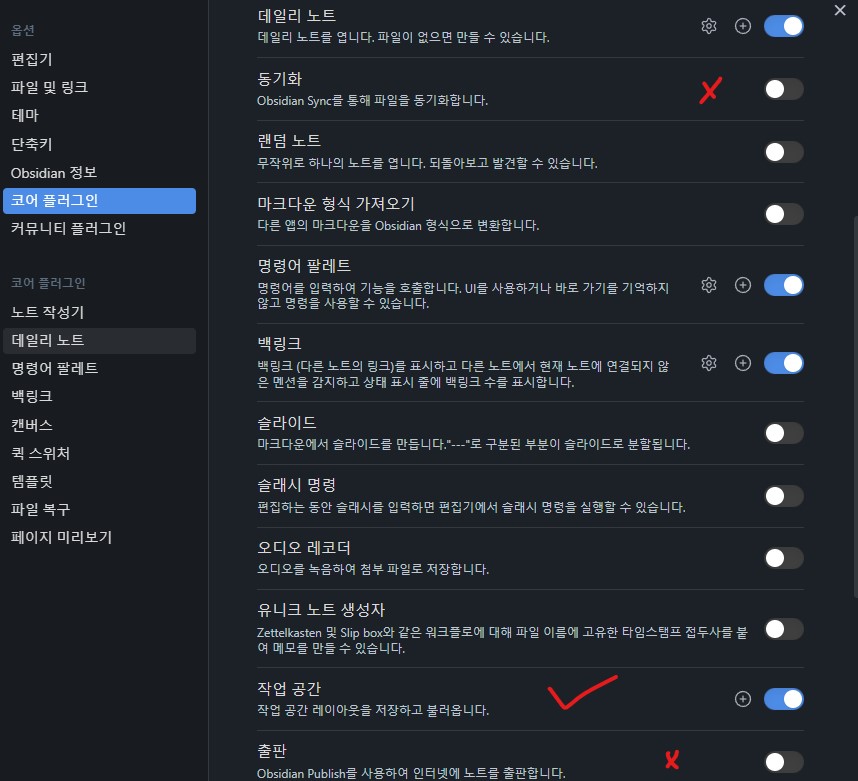 옵션
편집기
파일 및 링크
테마
단축키
Obsidian 정보
코어 플러그인
커뮤니티 플러그인
코어 플러그인
노트 작성기
데일리 노트
명령어 팔레트
백링크
캔버스
퀵 스위처
템플릿
파일 복구
페이지 미리보기
데일리 노트
데일리 노트를 엽니다. 파일이 없으면 만들 수 있습니다.
동기화
Obsidian Sync를 통해 파일을 동기화합니다.
랜덤 노트
무작위로 하나의 노트를 엽니다. 되돌아보고 발견할 수 있습니다.
마크다운 형식 가져오기
다른 앱의 마크다운을 Obsidian 형식으로 변환합니다.
명령어 팔레트
명령어를 입력하여 기능을 호출합니다. UI를 사용하거나 바로 가기를 기억하지
않고 명령을 사용할 수 있습니다.
백링크
백링크 (다른 노트의 링크)를 표시하고 다른 노트에서 현재 노트에 연결되지 않
은 멘션을 감지하고 상태 표시 줄에 백링크 수를 표시합니다.
슬라이드
마크다운에서 슬라이드를 만듭니다."---"로 구분된 부분이 슬라이드로 분할됩니다.
슬래시 명령
편집하는 동안 슬래시를 입력하면 편집기에서 슬래시 명령을 실행할 수 있습니다.
오디오 레코더
오디오를 녹음하여 첨부 파일로 저장합니다.
유니크 노트 생성자
Zettelkasten 및 Slip box와 같은 워크플로에 대해 파일 이름에 고유한 타임스탬프 접두사를 붙
여 메모를 만들 수 있습니다.
작업 공간
작업 공간 레이아웃을 저장하고 불러옵니다.
출판
Obsidian Publish를 사용하여 인터넷에 노트를 출판합니다.